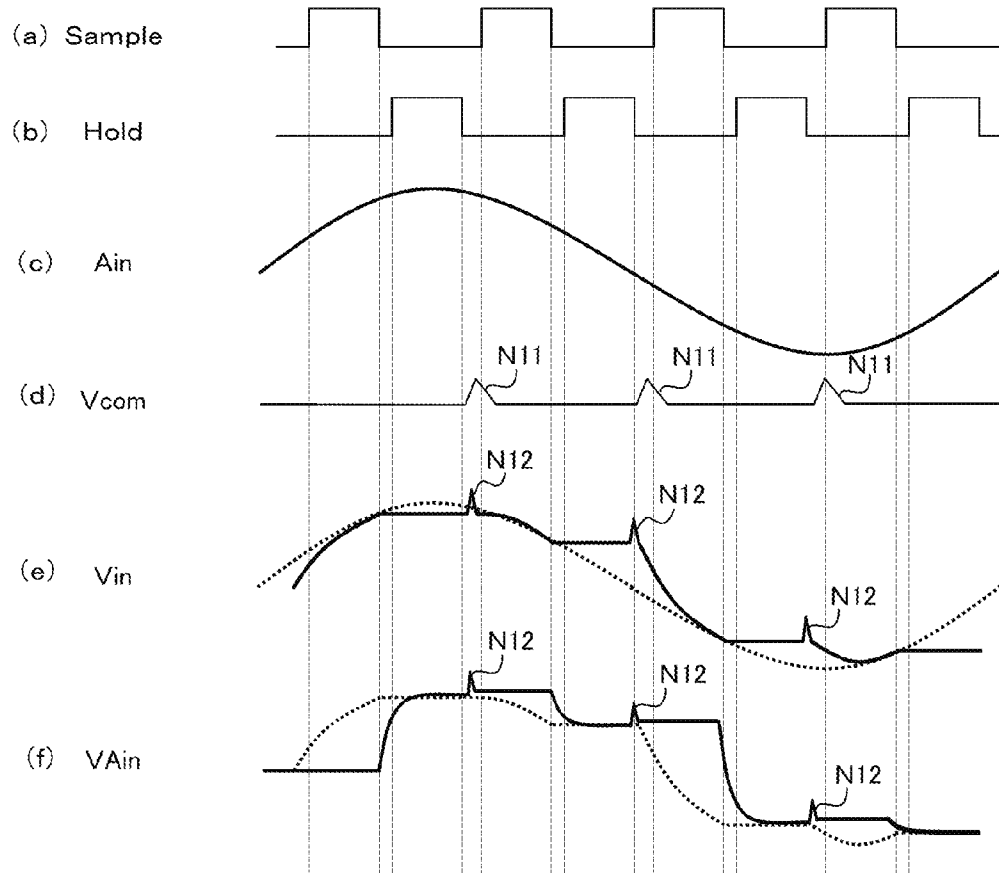 (a) Sample
(b) Hold
(c) Ain
N11
N11
N11
(d) Vcom
N12
N12
(e) Vin
N12
N12
N12
(f) VAin
N12